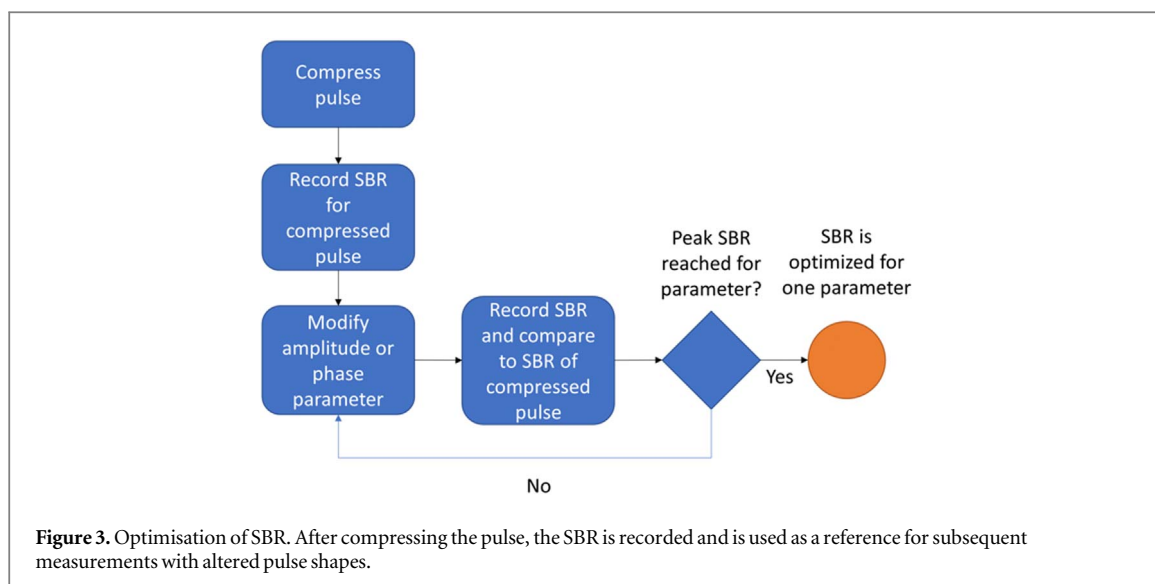 Compress
pulse
Record SBR
for
compressed
pulse
Modify
amplitude or
phase
parameter
Record SBR
and compare
to SBR of
compressed
pulse
Peak SBR
reached for
parameter?
SBR is
optimized for
one parameter
Yes
No
Figure 3. Optimisation of SBR. After compressing the pulse, the SBR is recorded and is used as a reference for subsequent
measurements with altered pulse shapes.